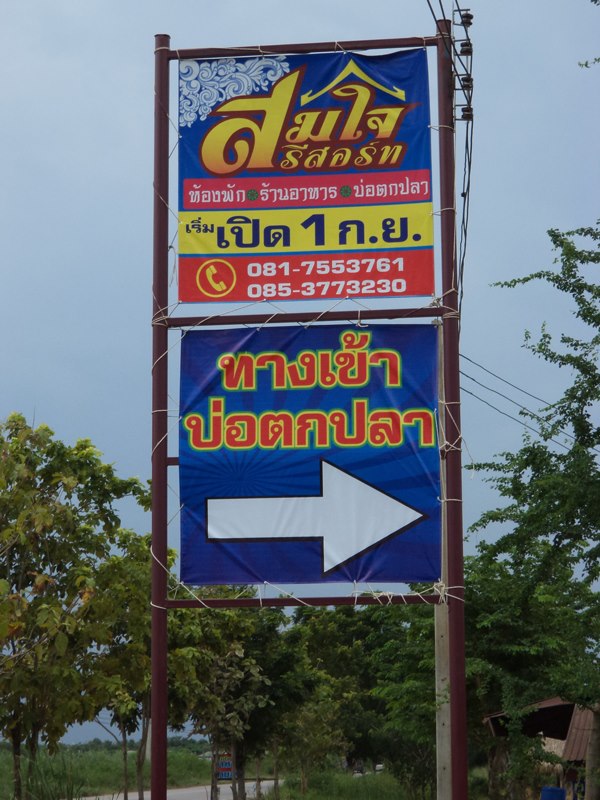 สมใจ
รีสอร์ท
ห้องพัก ร้านอาหาร บ่อตกปลา
เริ่มเปิด 1 ก.ย.
081-7553761
085-3773230
ทางเข้า
บ่อตกปลา